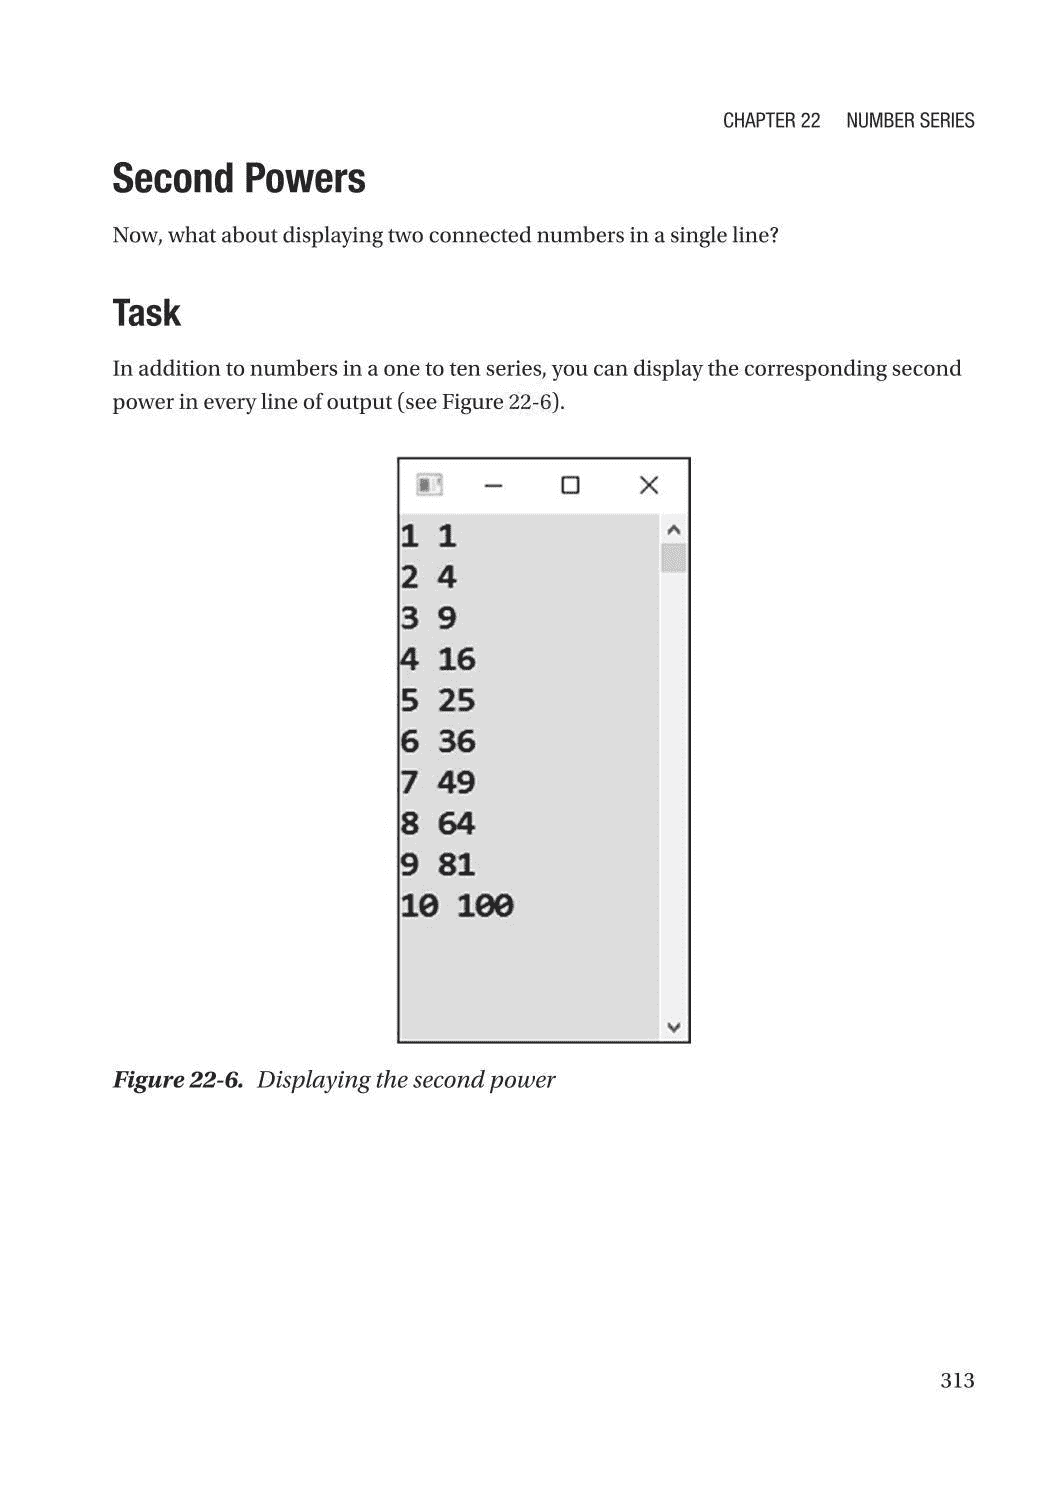 CHAPTER 22 NUMBER SERIES
Second Powers
Now, what about displaying two connected numbers in a single line?
Task
In addition to numbers in a one to ten series, you can display the corresponding second
power in every line of output (see Figure 22-6).
1 1
2 4
3 9
4 16
5 25
6 36
7 49
8 64
9 81
10 100
Figure 22-6. Displaying the second power
313